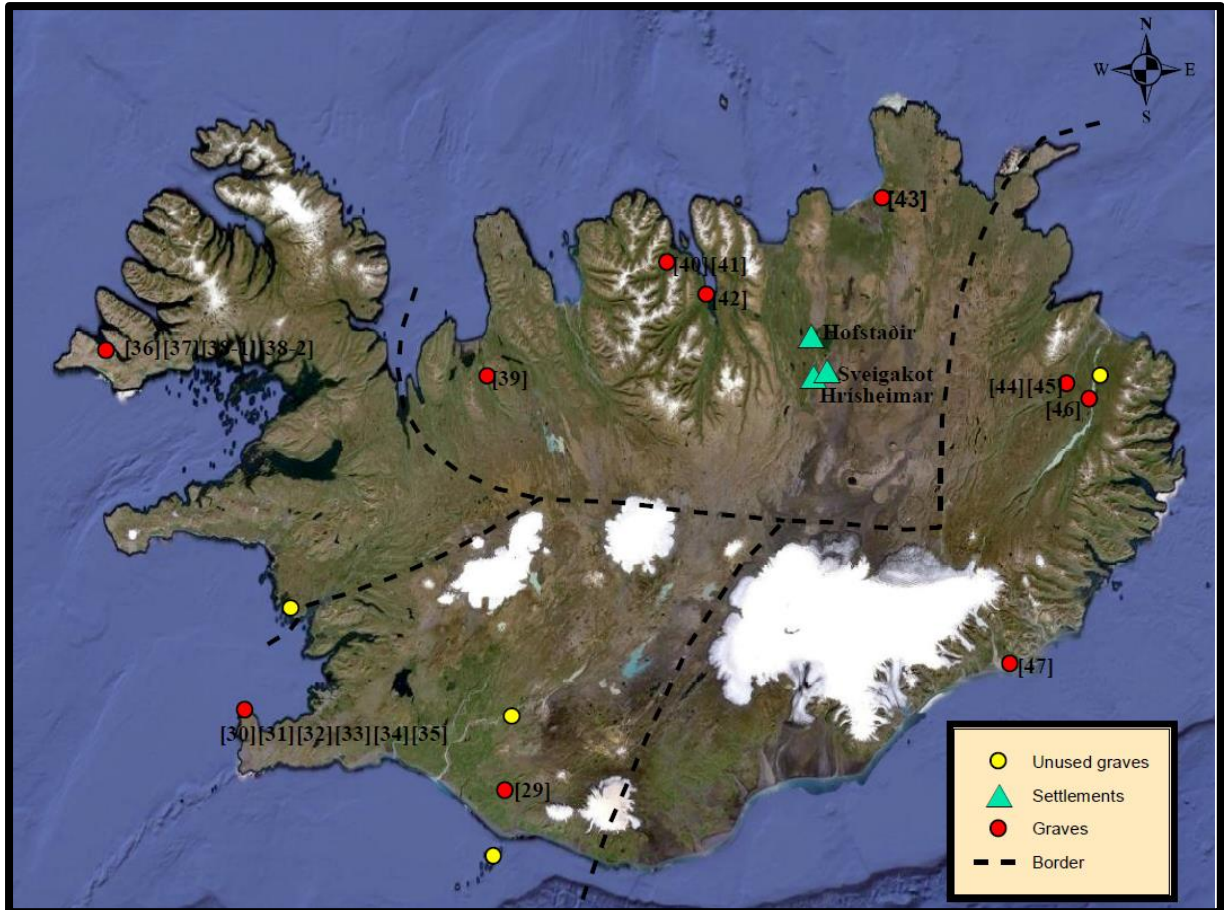 N
W E
S
[43]
[40][41]
[42]
Hofstaðir
[36][37][38-1][38-2]
[39]
Sveigakot
Hrísheimar
[44][45]
[46]
[47]
[30][31][32][33][34][35]
[29]
Unused graves
Settlements
Graves
Border